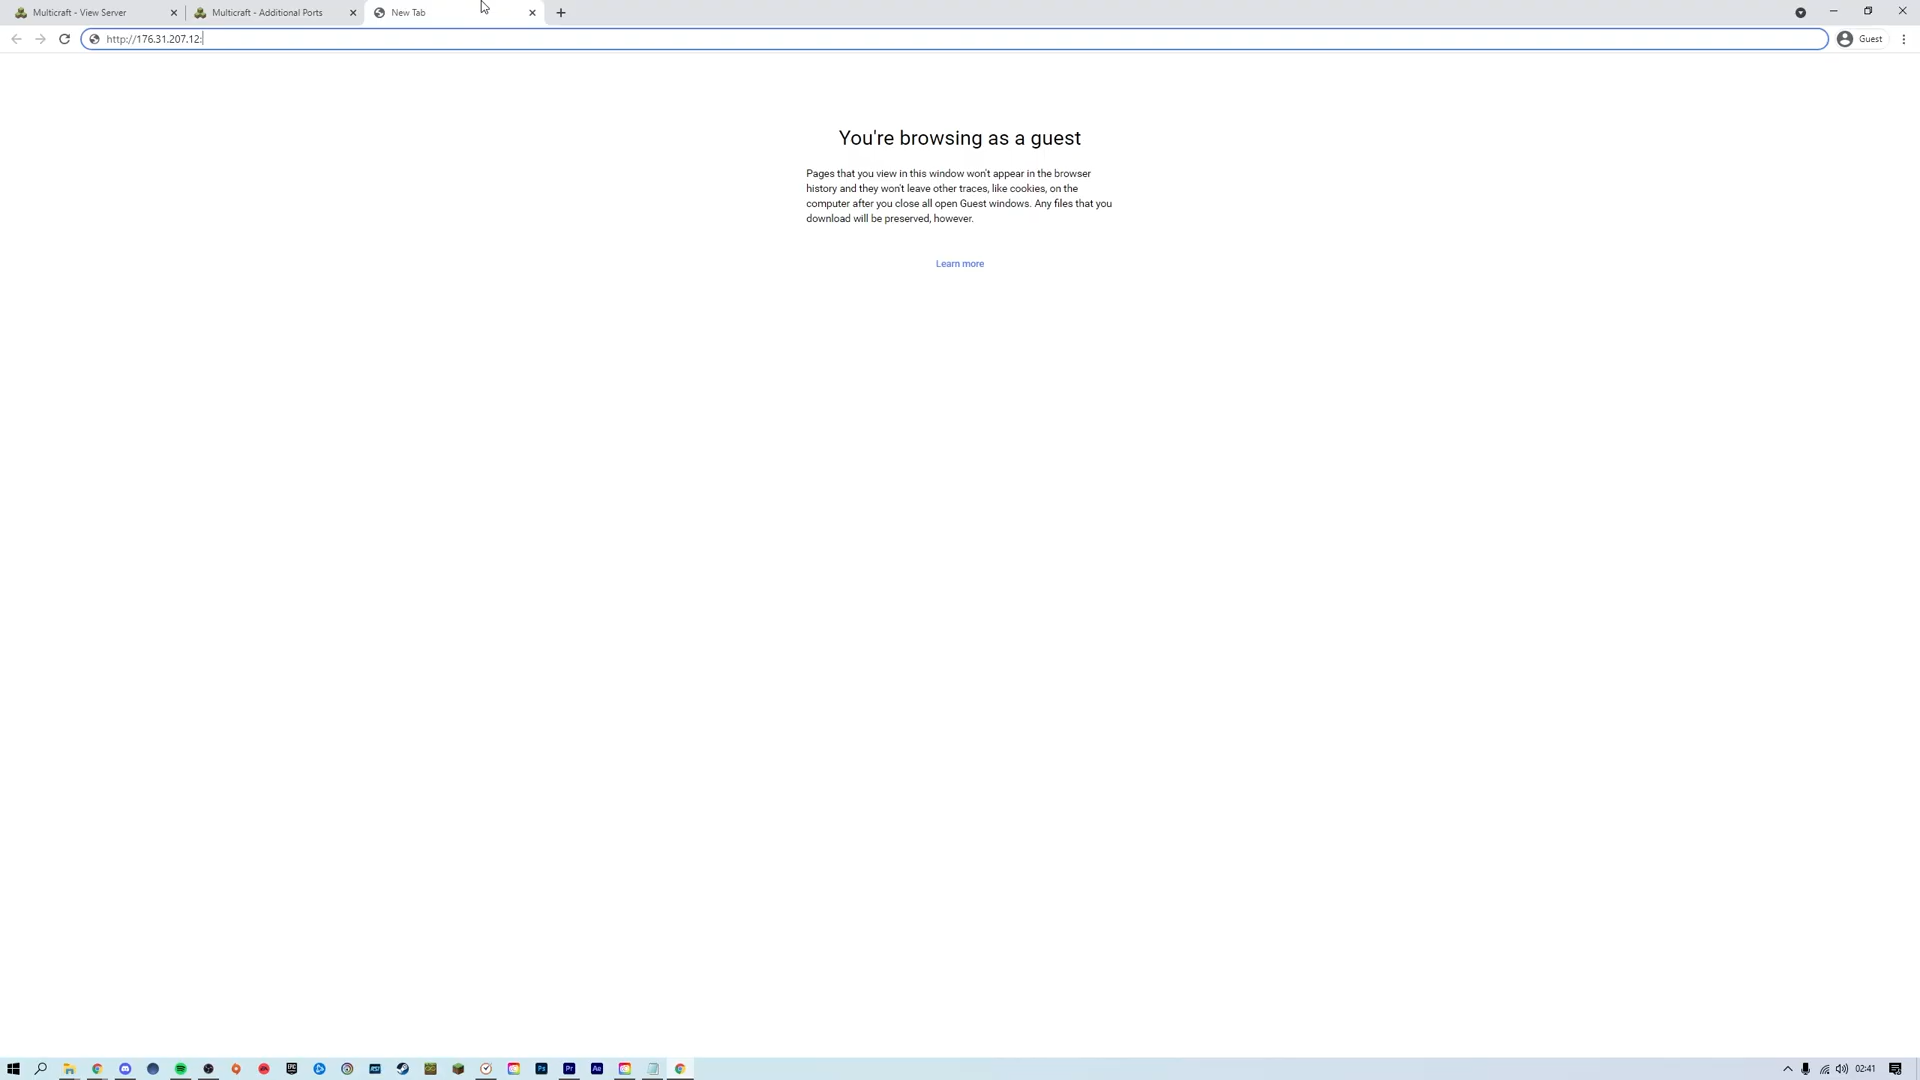 Multicraft - View Server
Multicraft - Additional Ports
New Tab
http://176.31.207.12:
Guest
You're browsing as a guest
Pages that you view in this window won't appear in the browser
history and they won't leave other traces, like cookies, on the
computer after you close all open Guest windows. Any files that you
download will be preserved, however.
Learn more
Ps
Pr
Ae
02:41